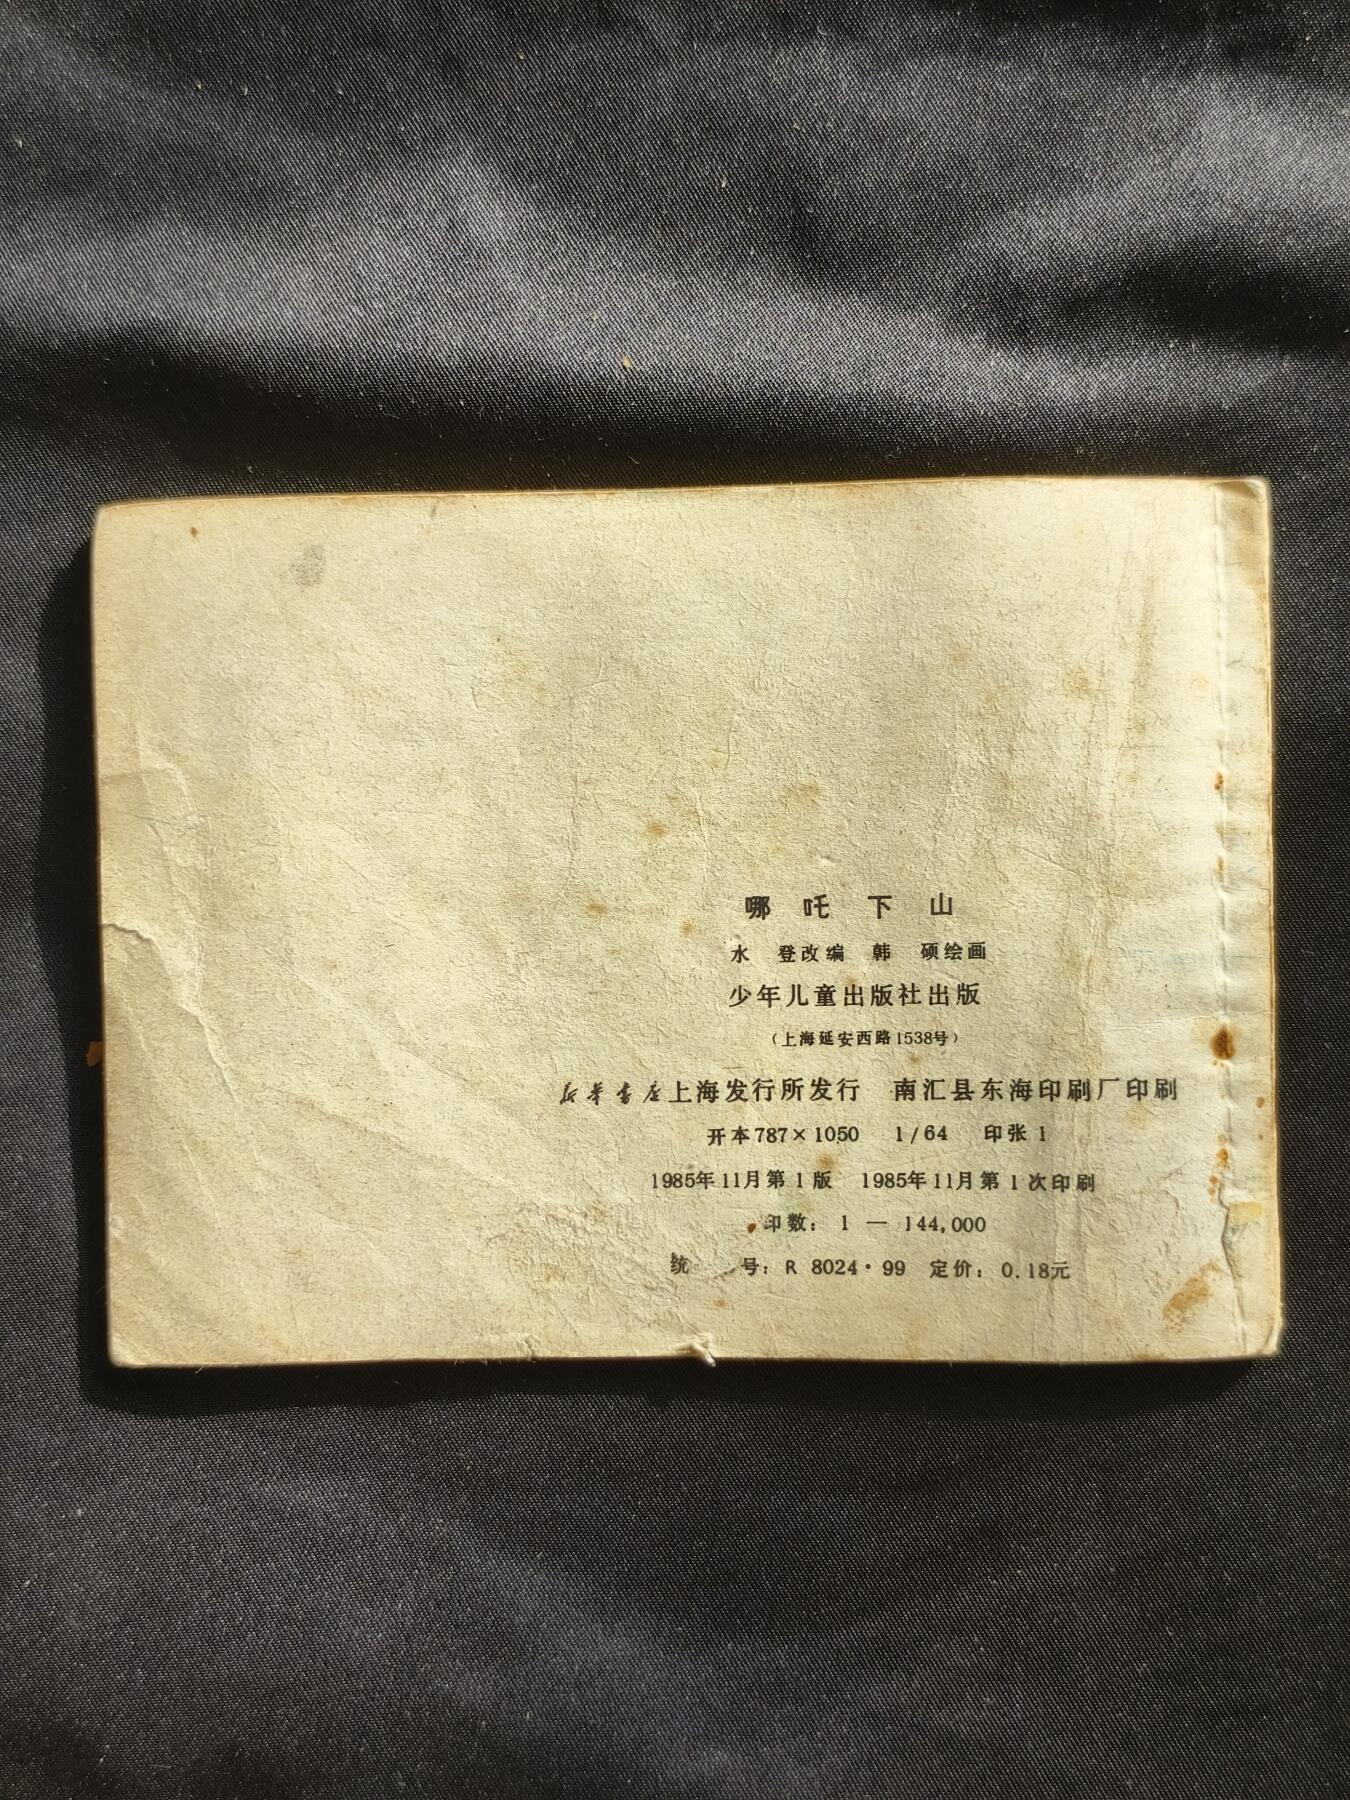 哪吒下山
水 登改编 韩 硕绘画
少年儿童出版社出版
（上海延安西路1538号）
新华书店上海发行所发行 南汇县东海印刷厂印刷
开本787×1050 1/64 印张 1
1985年11月第1版 1985年11月第1次印刷
印数：1 — 144,000
统 号：R 8024·99 定价：0.18元